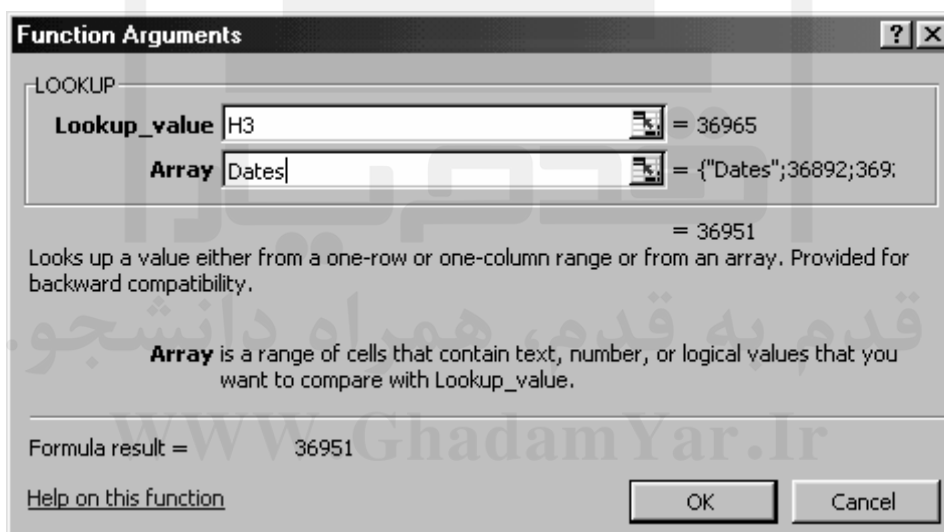 Function Arguments
LOOKUP
Lookup_value H3 = 36965
Array Dates = {"Dates";36892;369
= 36951
Looks up a value either from a one-row or one-column range or from an array. Provided for
backward compatibility.
قدم یار
قدم به قدم، همراه دانشجو...
Array is a range of cells that contain text, number, or logical values that you
want to compare with Lookup_value.
WWW.GhadamYar.Ir
Formula result = 36951
Help on this function
OK Cancel